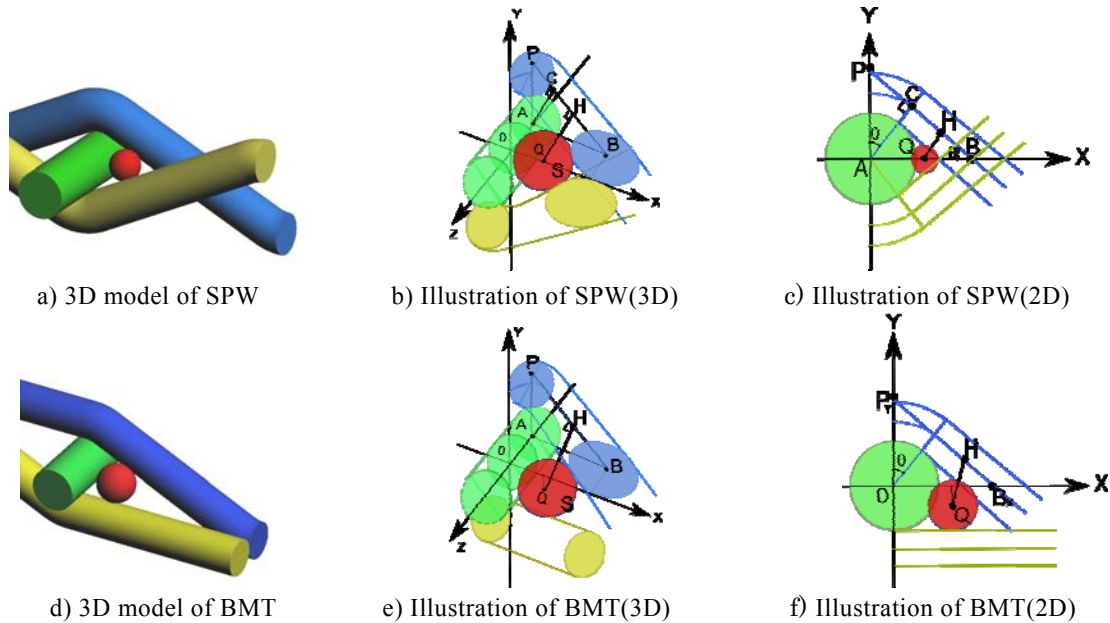 Y
P
C
H
A
θ
Q
B
S
X
Z
Y
P
C
H
θ
Q
B
A
X
a) 3D model of SPW
b) Illustration of SPW(3D)
c) Illustration of SPW(2D)
Y
P
H
A
O
B
Q
S
X
Z
Y
P
H
θ
O
B
X
Q
d) 3D model of BMT
e) Illustration of BMT(3D)
f) Illustration of BMT(2D)